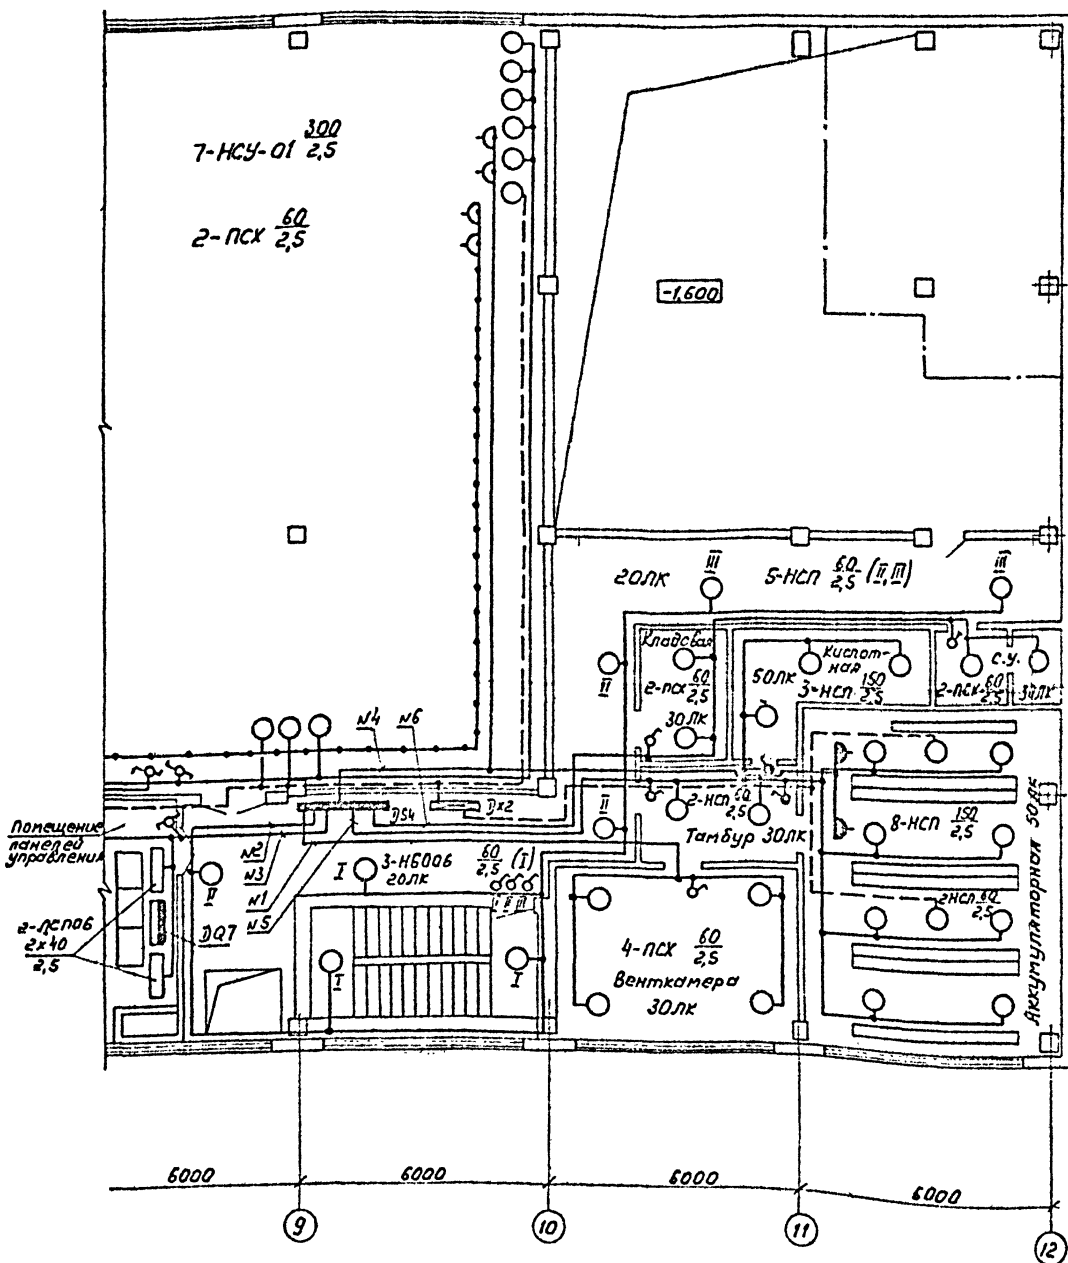 7-НСУ-01 300/2,5
2-ПСХ 60/2,5
-1,600
20ЛК
III
5-НСП 60/2,5 (II, III)
III
Кладовая
II
2-ПСХ 60/2,5
30ЛК
50ЛК
Кислот-
ная
3-НСП 150/2,5
2-ПСХ 60/2,5
С.У.
30ЛК
N4
N6
DS4
DX2
II
2-НСП 60/2,5
Тамбур 30ЛК
8-НСП 150/2,5
2НСП 60/2,5
Аккумуляторная 50ЛК
Помещение
панелей
управления
N2
N3
N1
N5
II
I
3-НБ006 60/2,5 (I)
20ЛК
I II III
2-ЛСП06
2х40
2,5
DQ7
I
I
4-ПСХ 60/2,5
Венткамера
30ЛК
6000
6000
6000
6000
9
10
11
12